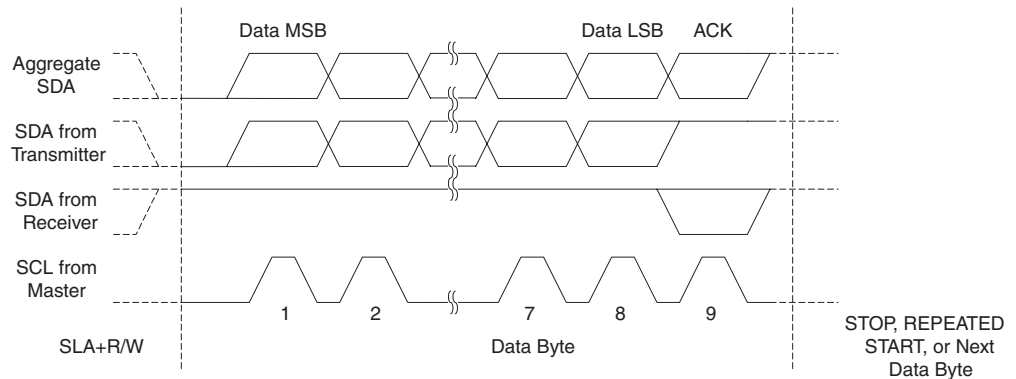 Data MSB
Data LSB
ACK
Aggregate
SDA
SDA from
Transmitter
SDA from
Receiver
SCL from
Master
1
2
7
8
9
SLA+R/W
Data Byte
STOP, REPEATED
START, or Next
Data Byte